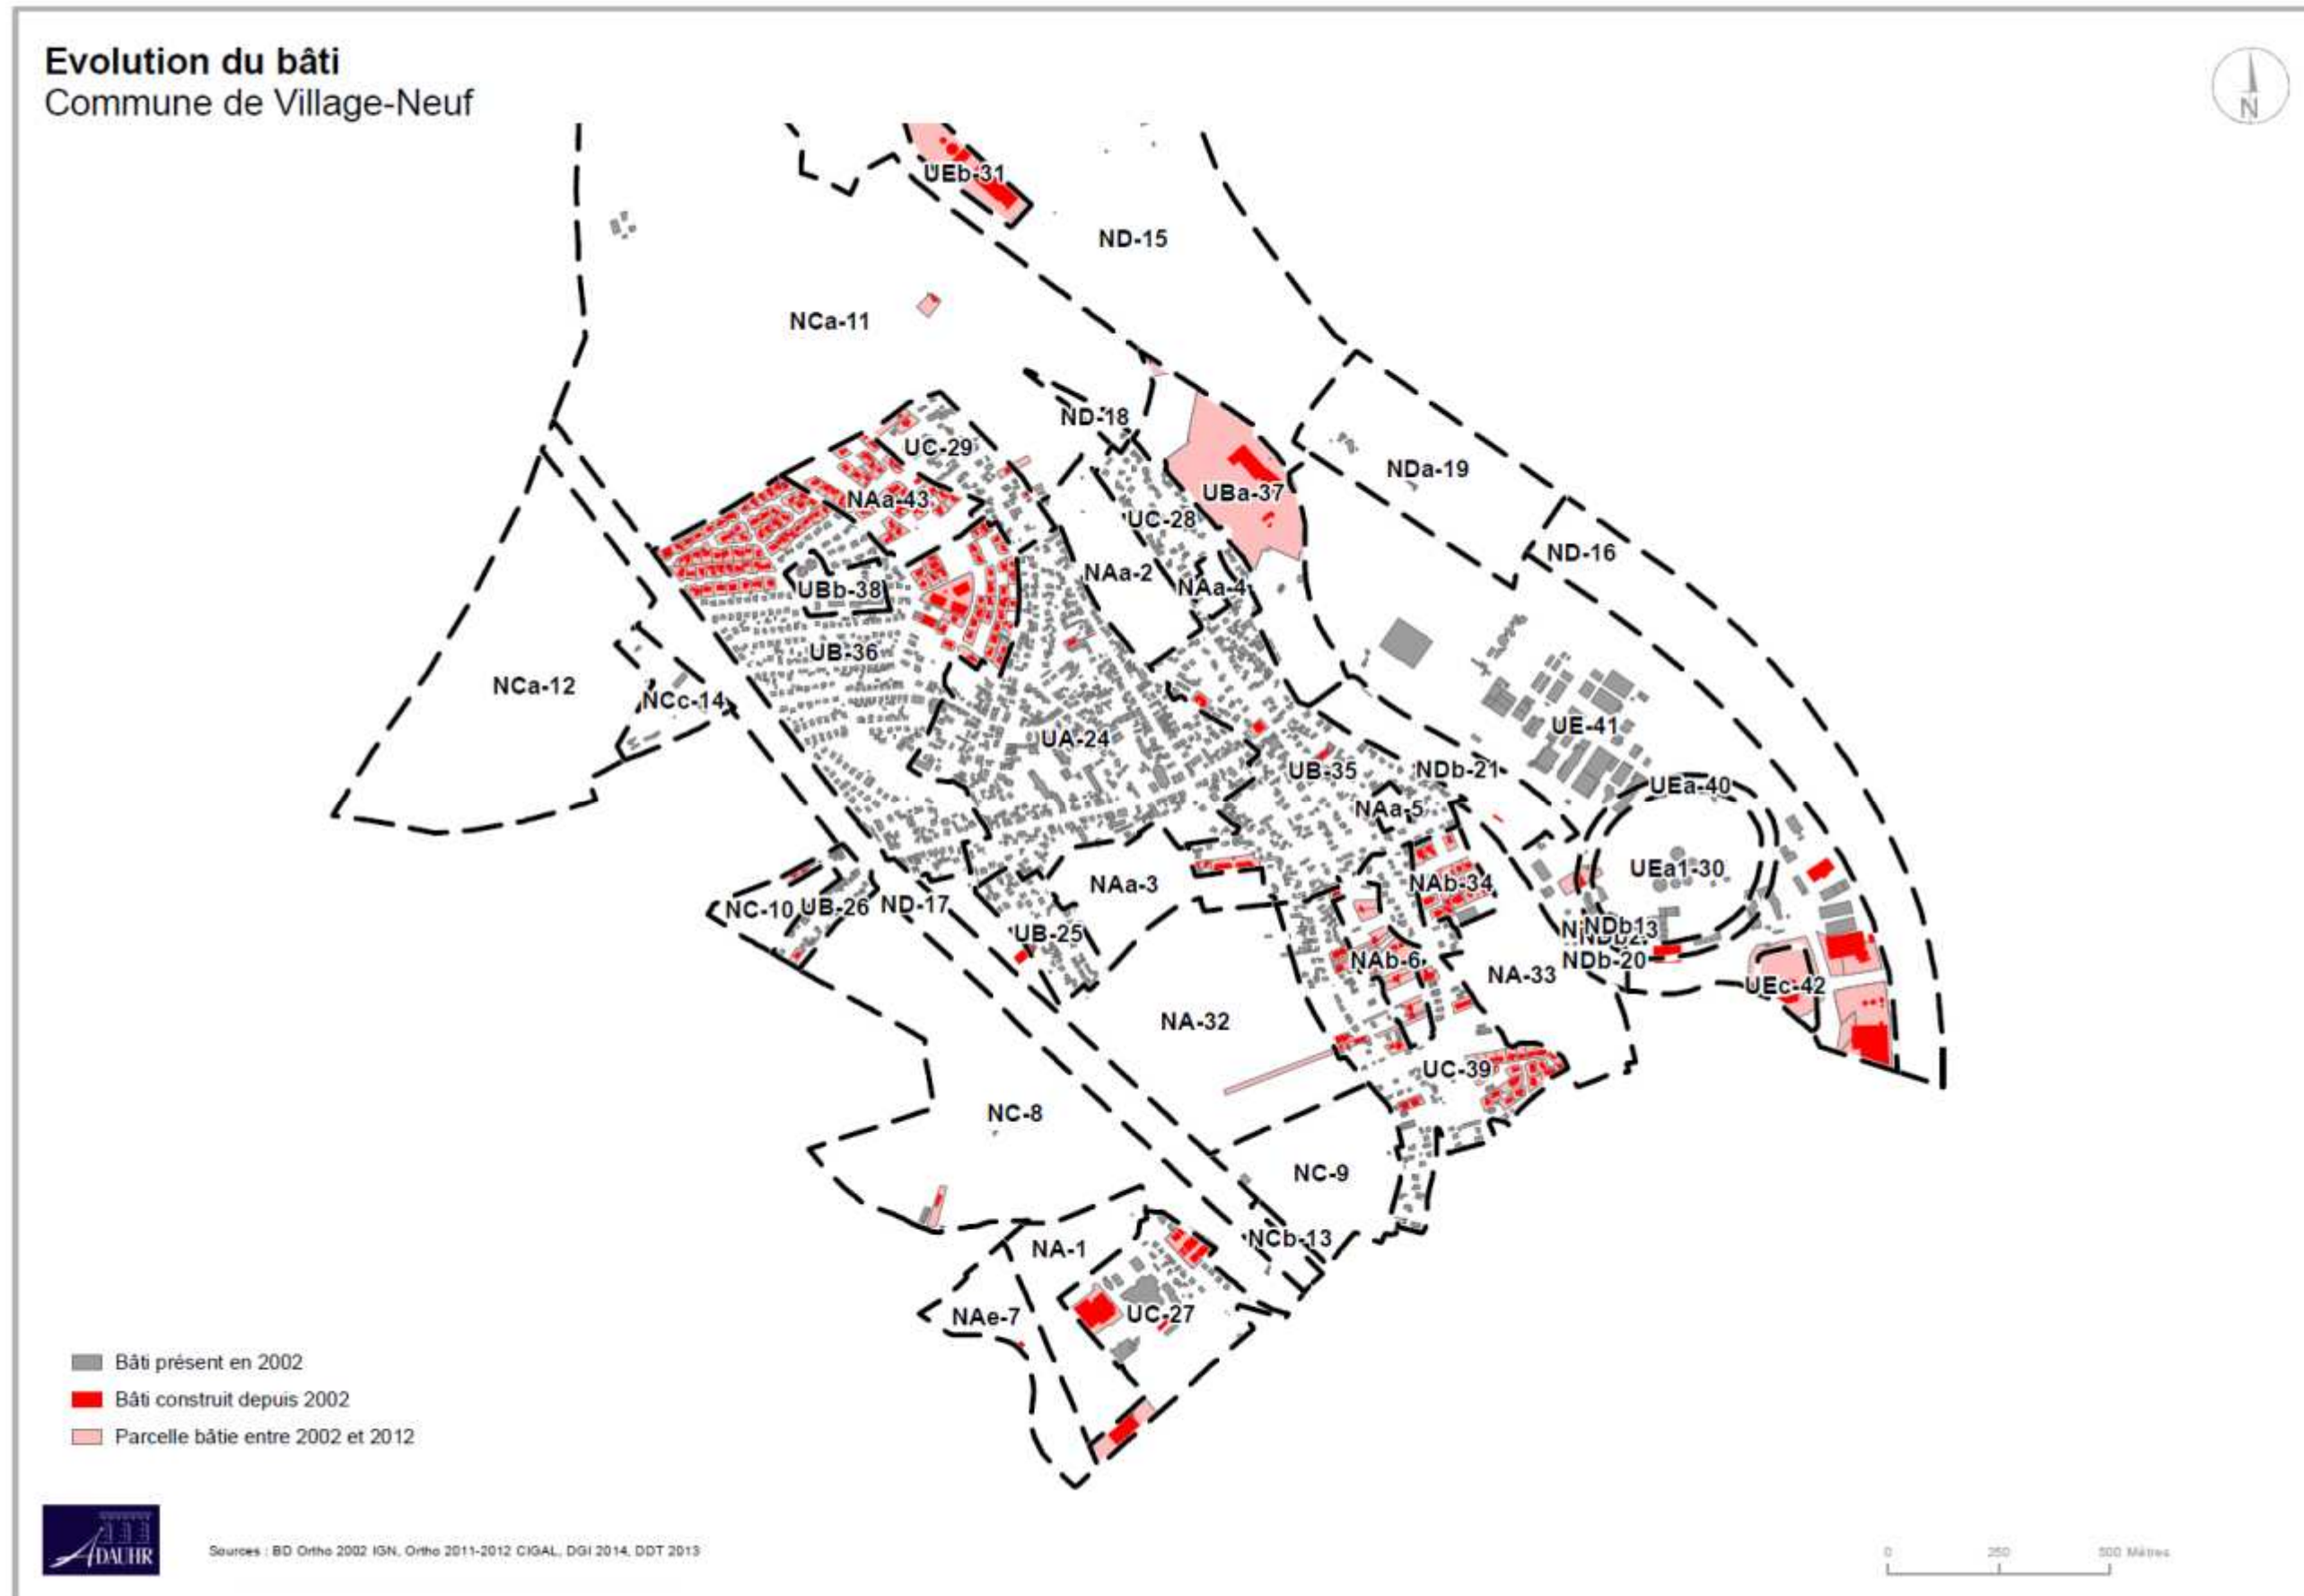 Evolution du bâti
Commune de Village-Neuf
N
UEb-31
ND-15
NCa-11
ND-18
UC-29
NDa-19
UBa-37
NAa-43
UC-28
ND-16
NAa-2
NAa-4
UBb-38
UB-36
NCa-12
NCc-14
UE-41
UA-24
UB-35
NDb-21
UEa-40
NAa-5
UEa1-30
NAa-3
NAb-34
NC-10
UB-26
ND-17
UB-25
NDb-20
NAb-6
NA-33
UEc-42
NA-32
UC-39
NC-8
NC-9
NCb-13
NA-1
NAe-7
UC-27
Bâti présent en 2002
Bâti construit depuis 2002
Parcelle bâtie entre 2002 et 2012
ADAUHR
Sources : BD Ortho 2002 IGN, Ortho 2011-2012 CIGAL, DGI 2014, DDT 2013
0 250 500 Mètres